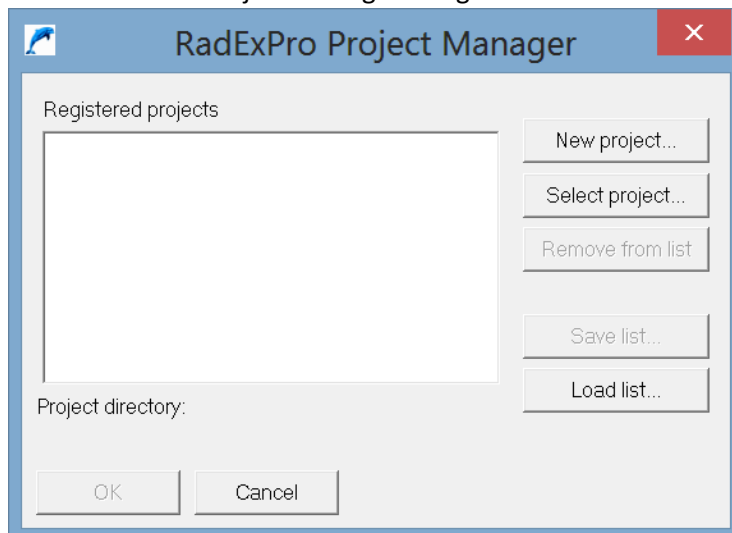 RadExPro Project Manager
Registered projects
New project...
Select project...
Remove from list
Save list...
Load list...
Project directory:
OK
Cancel